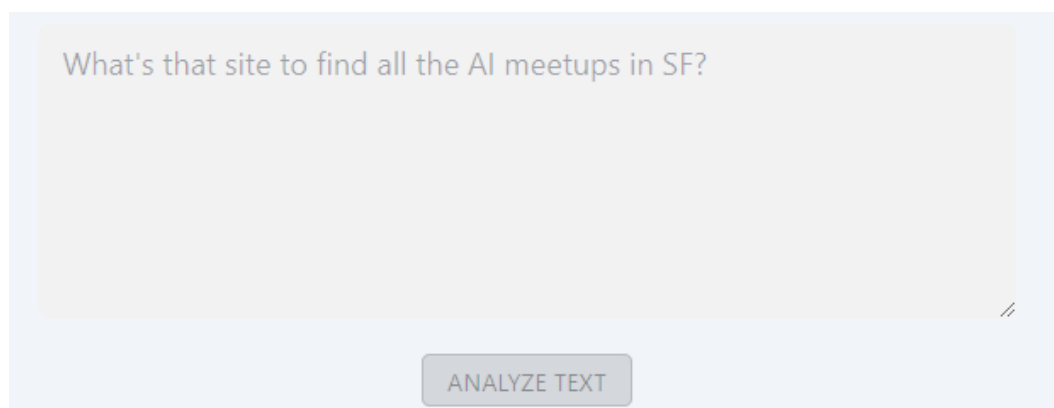 What's that site to find all the AI meetups in SF?
ANALYZE TEXT